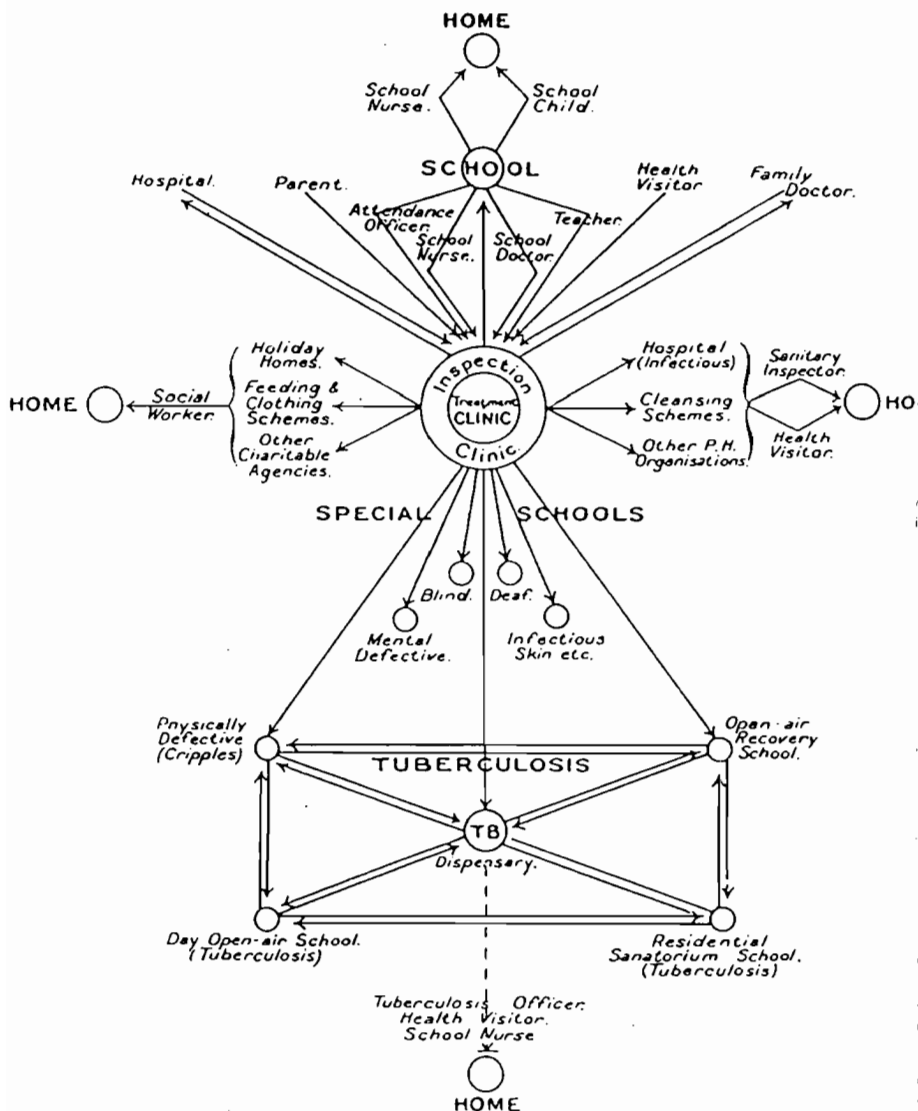 HOME
School
Nurse.
School
Child.
SCHOOL
Hospital.
Parent.
Attendance
Officer.
School
Nurse.
School
Doctor.
Teacher.
Health
Visitor
Family
Doctor.
Inspection
Treatment
CLINIC
Clinic.
Holiday
Homes.
Feeding &
Clothing
Schemes.
Other
Charitable
Agencies.
Social
Worker.
HOME
Hospital
(Infectious)
Cleansing
Schemes.
Other P.H.
Organisations.
Sanitary
Inspector.
Health
Visitor.
HO
SPECIAL SCHOOLS
Blind.
Deaf.
Mental
Defective.
Infectious
Skin etc.
Physically
Defective
(Cripples)
Open-air
Recovery
School.
TUBERCULOSIS
TB
Dispensary.
Day Open-air School.
(Tuberculosis)
Residential
Sanatorium School.
(Tuberculosis)
Tuberculosis Officer.
Health Visitor.
School Nurse
HOME